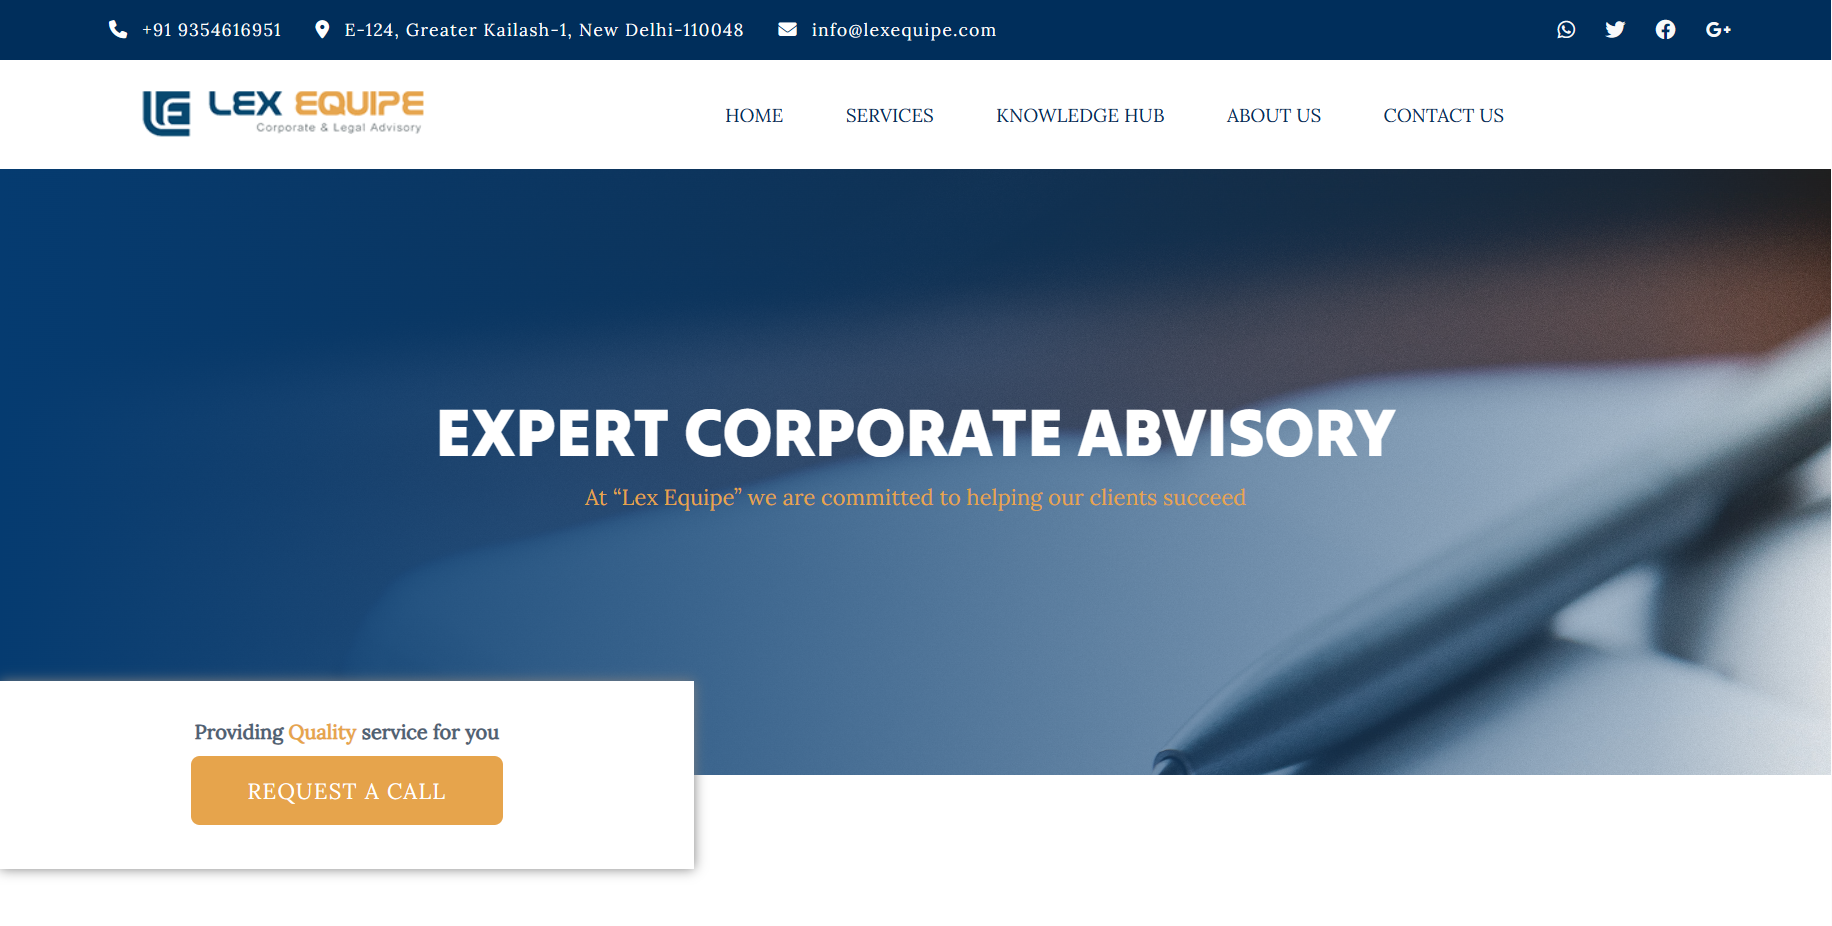 +91 9354616951 E-124, Greater Kailash-1, New Delhi-110048 info@lexequipe.com
LEX EQUIPE
Corporate & Legal Advisory
HOME SERVICES KNOWLEDGE HUB ABOUT US CONTACT US
EXPERT CORPORATE ABVISORY
At “Lex Equipe” we are committed to helping our clients succeed
Providing Quality service for you
REQUEST A CALL